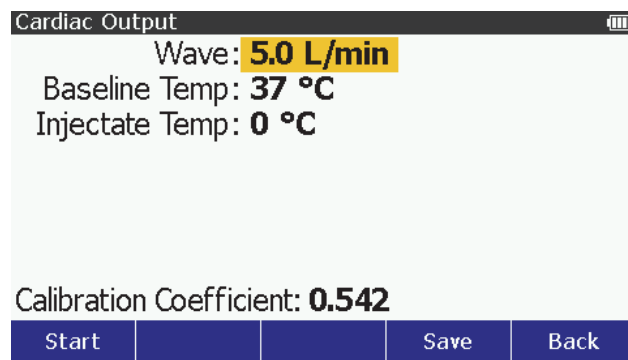 Cardiac Output
Wave: 5.0 L/min
Baseline Temp: 37 °C
Injectate Temp: 0 °C
Calibration Coefficient: 0.542
Start Save Back